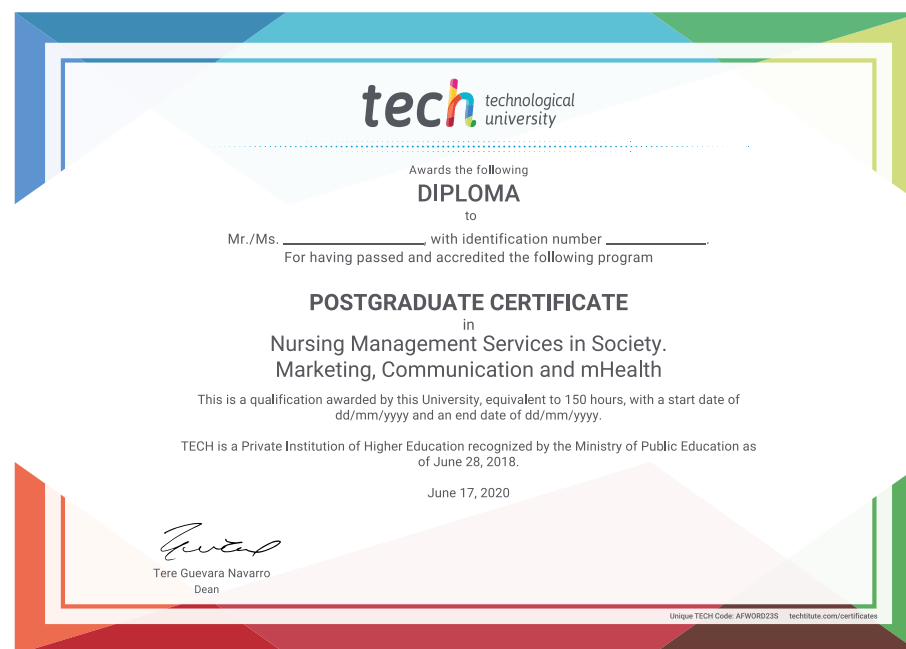 tech technological
university
Awards the following
DIPLOMA
to
Mr./Ms. ____________________, with identification number ______________.
For having passed and accredited the following program
POSTGRADUATE CERTIFICATE
in
Nursing Management Services in Society.
Marketing, Communication and mHealth
This is a qualification awarded by this University, equivalent to 150 hours, with a start date of
dd/mm/yyyy and an end date of dd/mm/yyyy.
TECH is a Private Institution of Higher Education recognized by the Ministry of Public Education as
of June 28, 2018.
June 17, 2020
Tere Guevara Navarro
Dean
Unique TECH Code: AFWORD23S techtitute.com/certificates